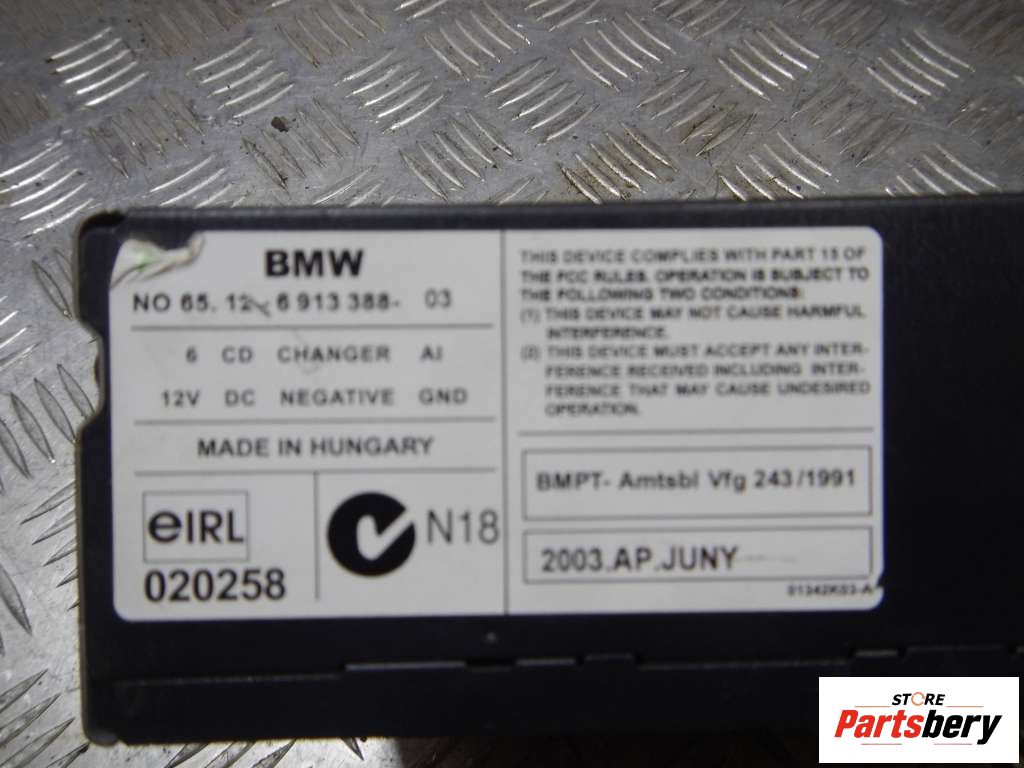 BMW
NO 65. 12- 6 913 388- 03
6 CD CHANGER AI
12V DC NEGATIVE GND
MADE IN HUNGARY
eIRL
020258
N18
THIS DEVICE COMPLIES WITH PART 15 OF
THE FCC RULES. OPERATION IS SUBJECT TO
THE FOLLOWING TWO CONDITIONS:
(1) THIS DEVICE MAY NOT CAUSE HARMFUL
INTERFERENCE.
(2) THIS DEVICE MUST ACCEPT ANY INTER-
FERENCE RECEIVED INCLUDING INTER-
FERENCE THAT MAY CAUSE UNDESIRED
OPERATION.
BMPT- Amtsbl Vfg 243/1991
2003.AP.JUNY
01342K03-A
STORE
Partsbery